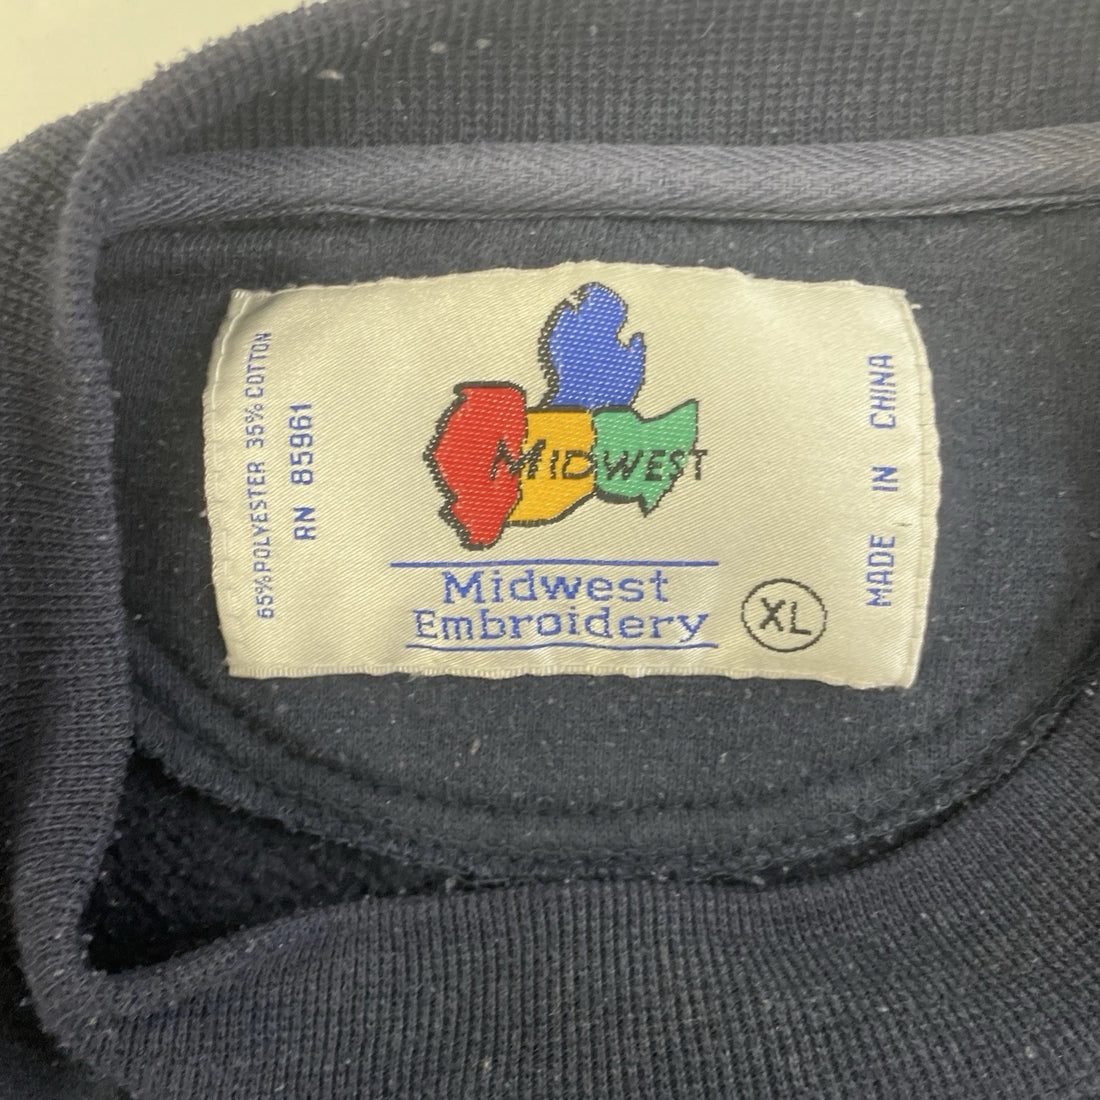 65% POLYESTER 35% COTTON
RN 85961
MIDWEST
Midwest
Embroidery
XL
MADE IN CHINA